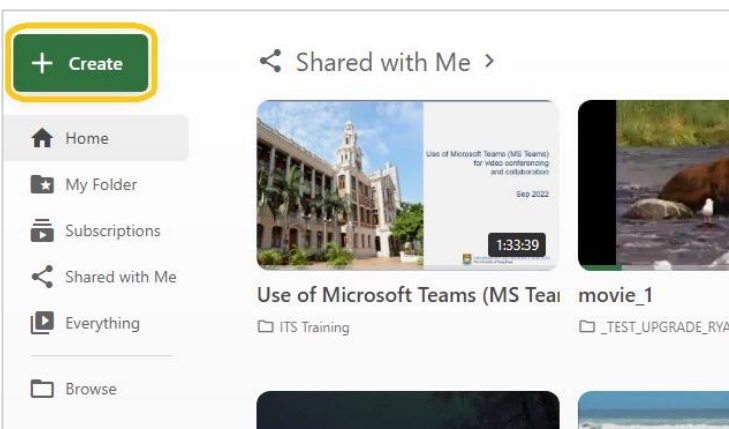 + Create
Home
My Folder
Subscriptions
Shared with Me
Everything
Browse
Shared with Me >
Use of Microsoft Teams (MS Teams)
for video conferencing
and collaboration
Sep 2022
1:33:39
Use of Microsoft Teams (MS Tea
ITS Training
movie_1
_TEST_UPGRADE_RYA